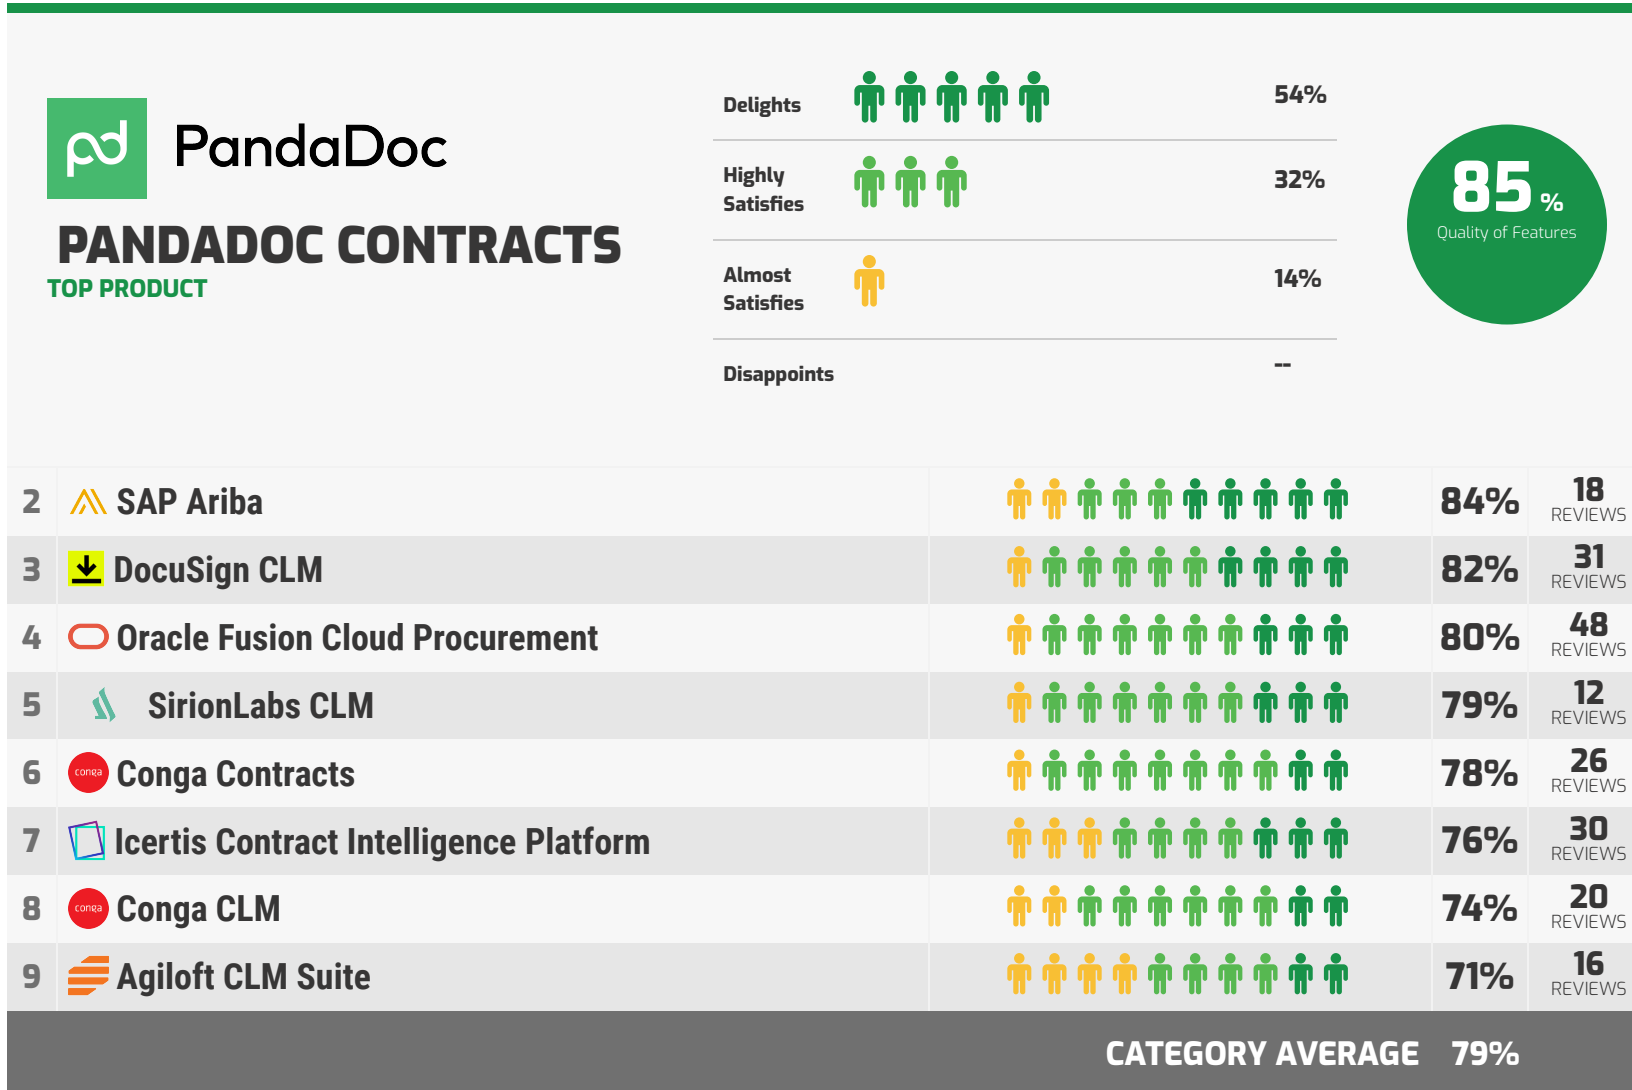 pd PandaDoc
PANDADOC CONTRACTS
TOP PRODUCT
Delights 54%
Highly
Satisfies 32%
Almost
Satisfies 14%
Disappoints --
85 %
Quality of Features
2 SAP Ariba 84% 18 REVIEWS
3 DocuSign CLM 82% 31 REVIEWS
4 Oracle Fusion Cloud Procurement 80% 48 REVIEWS
5 SirionLabs CLM 79% 12 REVIEWS
6 conga Conga Contracts 78% 26 REVIEWS
7 Icertis Contract Intelligence Platform 76% 30 REVIEWS
8 conga Conga CLM 74% 20 REVIEWS
9 Agiloft CLM Suite 71% 16 REVIEWS
CATEGORY AVERAGE 79%